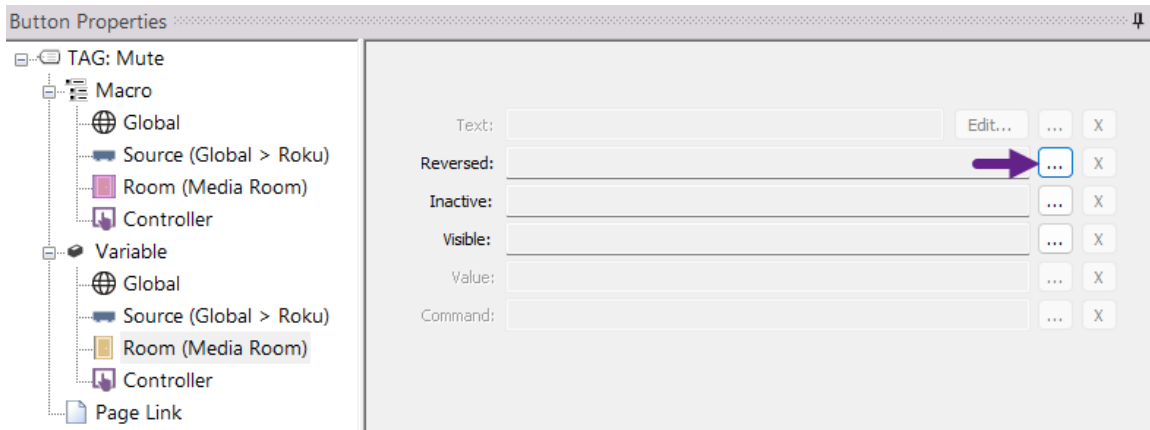 Button Properties
TAG: Mute
Macro
Global
Source (Global > Roku)
Room (Media Room)
Controller
Variable
Global
Source (Global > Roku)
Room (Media Room)
Controller
Page Link
Text: Edit... ... X
Reversed: ... X
Inactive: ... X
Visible: ... X
Value: ... X
Command: ... X